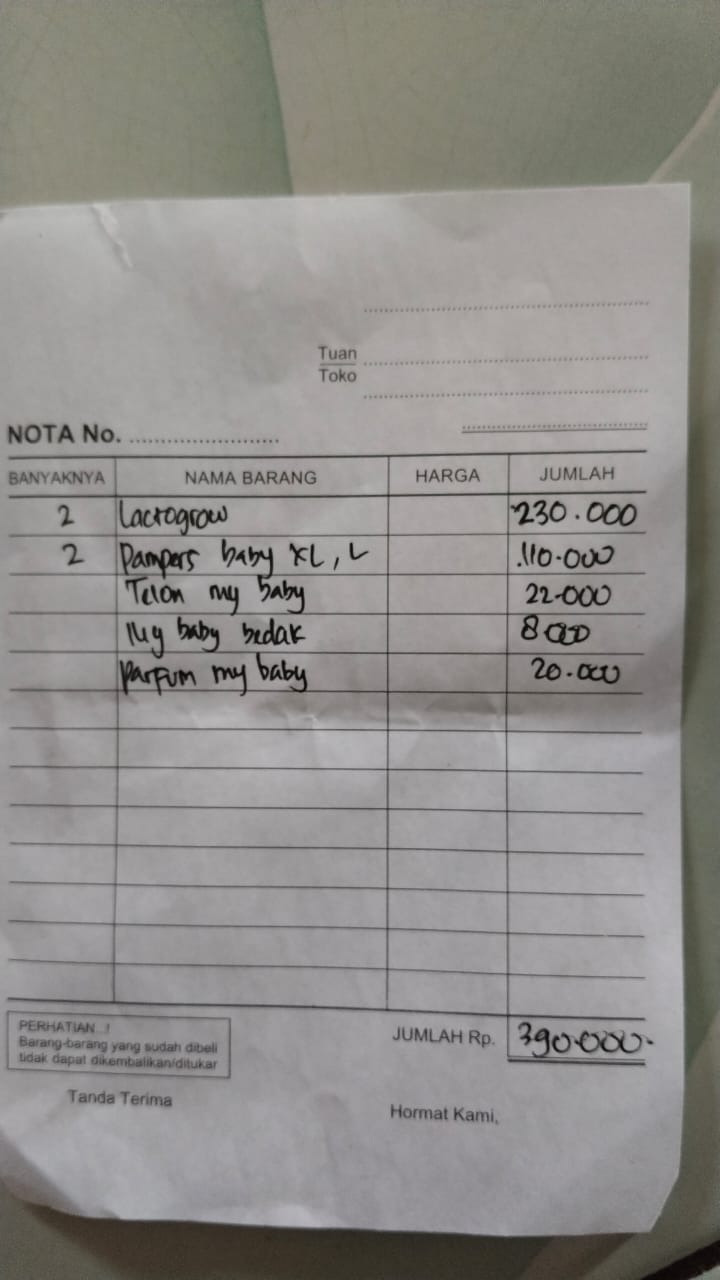 Tuan
Toko
NOTA No. ........................
BANYAKNYA NAMA BARANG HARGA JUMLAH
2 Lactogrow 230.000
2 Pampers baby XL, L 110.000
Telon my baby 22.000
My baby bedak 8.000
Parfum my baby 20.000
JUMLAH Rp. 390.000
PERHATIAN...!
Barang-barang yang sudah dibeli
tidak dapat dikembalikan/ditukar
Tanda Terima Hormat Kami,